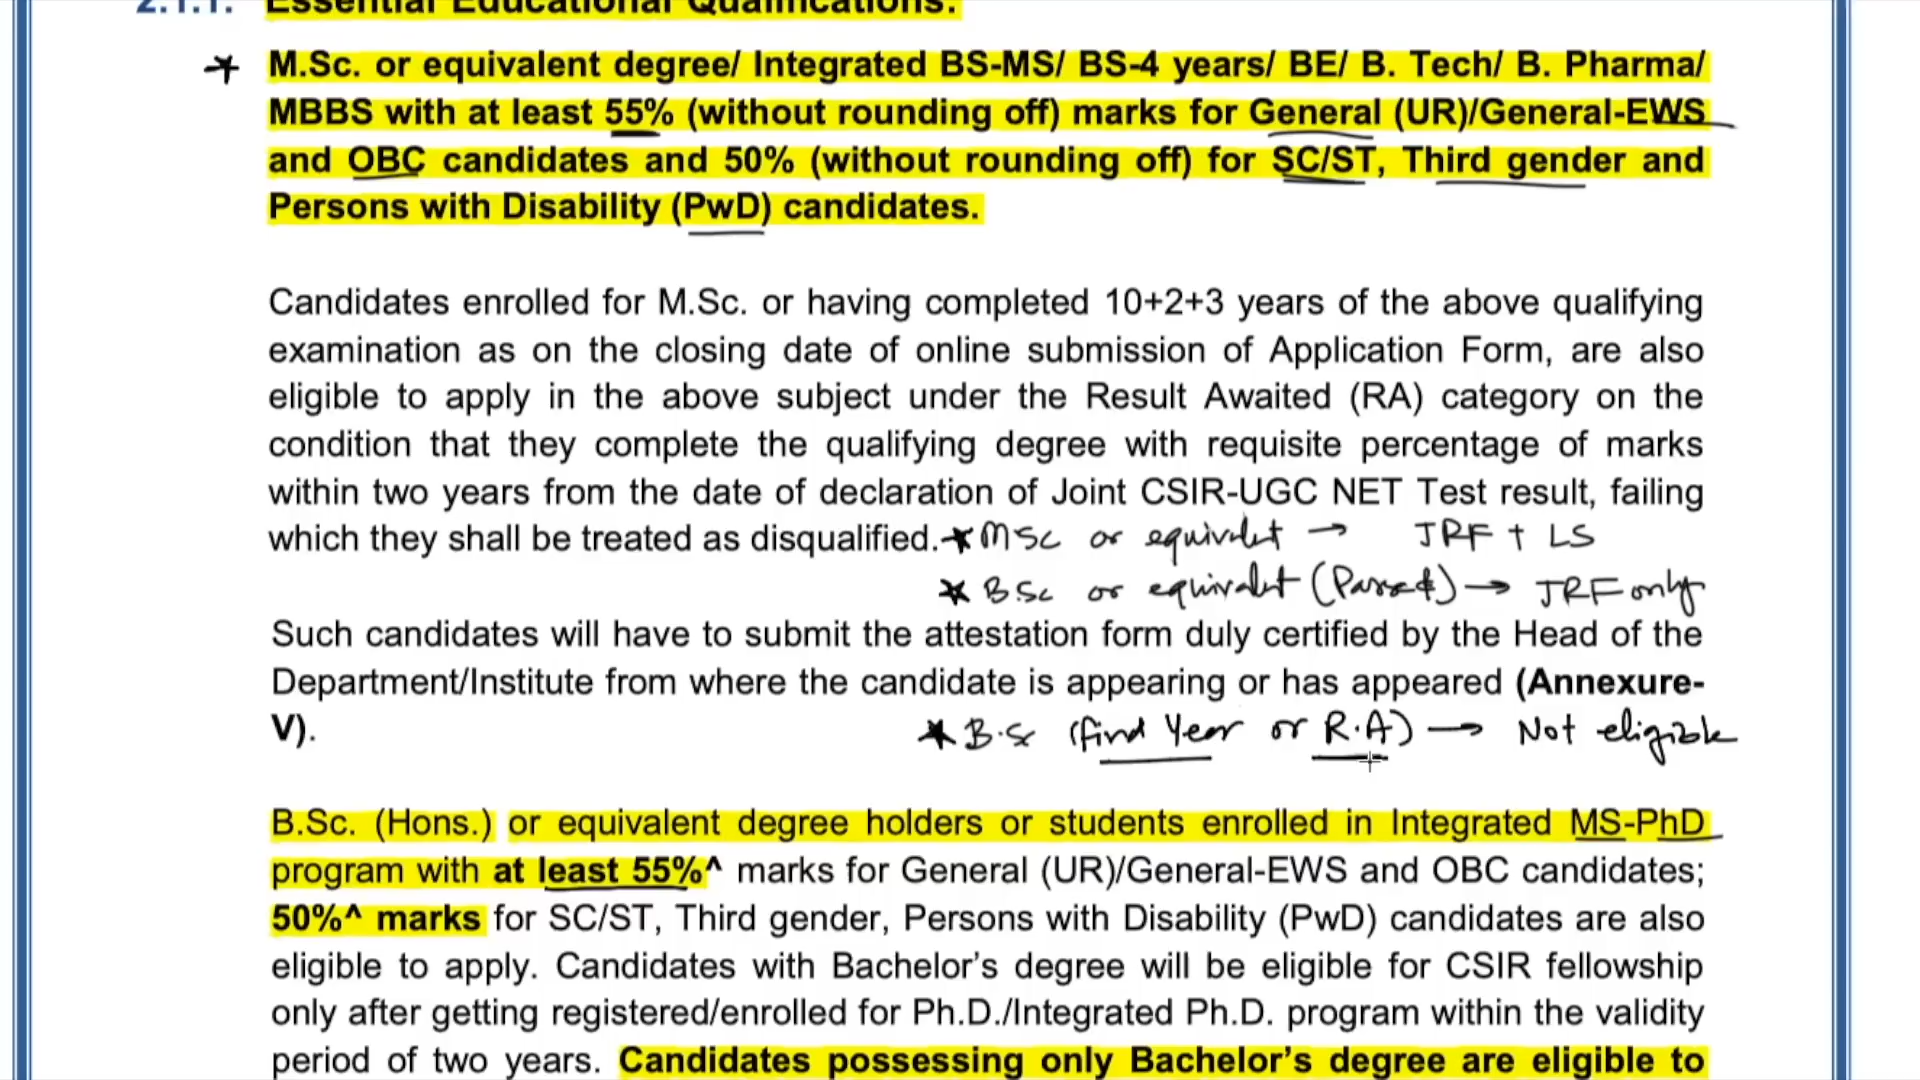 2.1.1. Essential Educational Qualifications:
M.Sc. or equivalent degree/ Integrated BS-MS/ BS-4 years/ BE/ B. Tech/ B. Pharma/
MBBS with at least 55% (without rounding off) marks for General (UR)/General-EWS
and OBC candidates and 50% (without rounding off) for SC/ST, Third gender and
Persons with Disability (PwD) candidates.
Candidates enrolled for M.Sc. or having completed 10+2+3 years of the above qualifying
examination as on the closing date of online submission of Application Form, are also
eligible to apply in the above subject under the Result Awaited (RA) category on the
condition that they complete the qualifying degree with requisite percentage of marks
within two years from the date of declaration of Joint CSIR-UGC NET Test result, failing
which they shall be treated as disqualified. ★ MSc or equivalet → JRF + LS
★ B.Sc or equivalet (Passed) → JRF only
Such candidates will have to submit the attestation form duly certified by the Head of the
Department/Institute from where the candidate is appearing or has appeared (Annexure-
V). ★ B.Sc (final Year or R.A) → Not eligible
B.Sc. (Hons.) or equivalent degree holders or students enrolled in Integrated MS-PhD
program with at least 55%^ marks for General (UR)/General-EWS and OBC candidates;
50%^ marks for SC/ST, Third gender, Persons with Disability (PwD) candidates are also
eligible to apply. Candidates with Bachelor’s degree will be eligible for CSIR fellowship
only after getting registered/enrolled for Ph.D./Integrated Ph.D. program within the validity
period of two years. Candidates possessing only Bachelor’s degree are eligible to